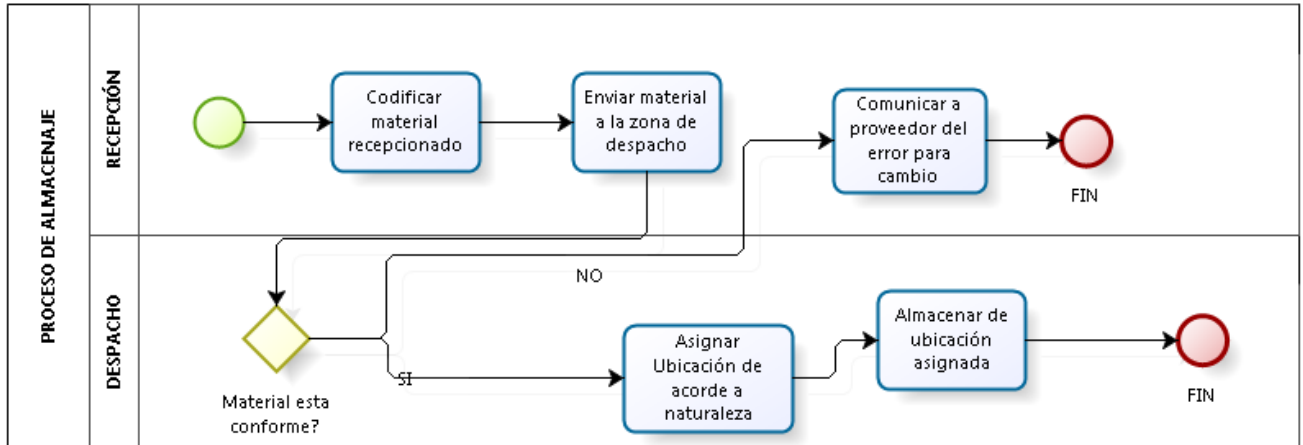 PROCESO DE ALMACENAJE
RECEPCIÓN
Codificar
material
recepcionado
Enviar material
a la zona de
despacho
Comunicar a
proveedor del
error para
cambio
FIN
DESPACHO
Material esta
conforme?
NO
SI
Asignar
Ubicación de
acorde a
naturaleza
Almacenar de
ubicación
asignada
FIN